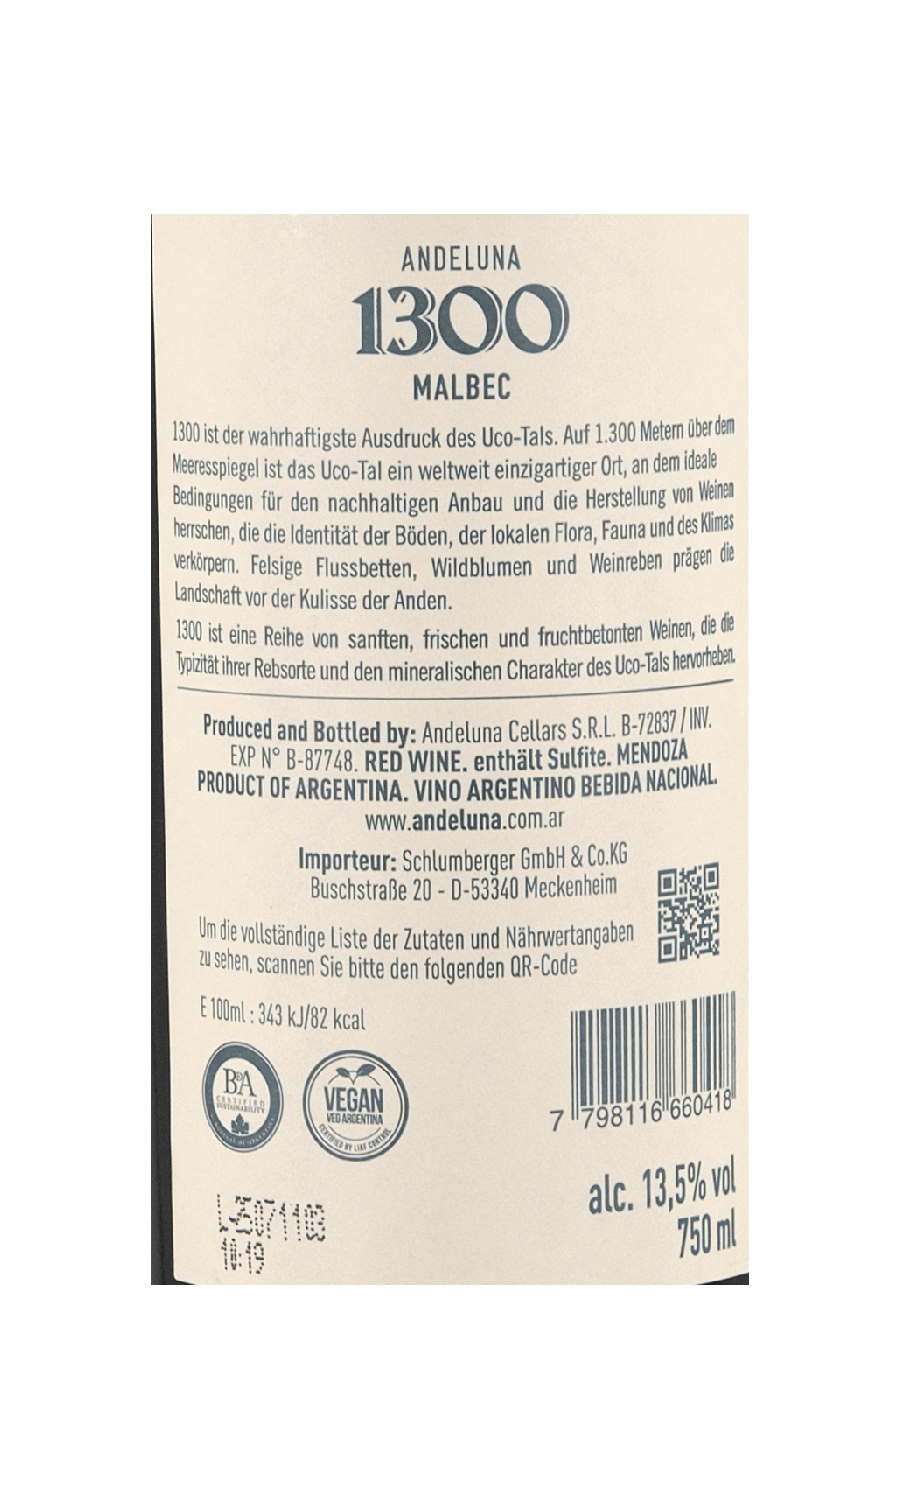 ANDELUNA
1300
MALBEC
1300 ist der wahrhaftigste Ausdruck des Uco-Tals. Auf 1.300 Metern über dem
Meeresspiegel ist das Uco-Tal ein weltweit einzigartiger Ort, an dem ideale
Bedingungen für den nachhaltigen Anbau und die Herstellung von Weinen
herrschen, die die Identität der Böden, der lokalen Flora, Fauna und des Klimas
verkörpern. Felsige Flussbetten, Wildblumen und Weinreben prägen die
Landschaft vor der Kulisse der Anden.
1300 ist eine Reihe von sanften, frischen und fruchtbetonten Weinen, die die
Typizität ihrer Rebsorte und den mineralischen Charakter des Uco-Tals hervorheben.
Produced and Bottled by: Andeluna Cellars S.R.L. B-72837 / INV.
EXP N° B-87748. RED WINE. enthält Sulfite. MENDOZA
PRODUCT OF ARGENTINA. VINO ARGENTINO BEBIDA NACIONAL.
www.andeluna.com.ar
Importeur: Schlumberger GmbH & Co.KG
Buschstraße 20 - D-53340 Meckenheim
Um die vollständige Liste der Zutaten und Nährwertangaben
zu sehen, scannen Sie bitte den folgenden QR-Code
E 100ml : 343 kJ/82 kcal
BdA
CERTIFIED
SUSTAINABILITY
VEGAN
VEG ARGENTINA
CERTIFIED BY LIAF CONTROL
7 798116 660418
alc. 13,5% vol
750 ml
L-25071103
10:19